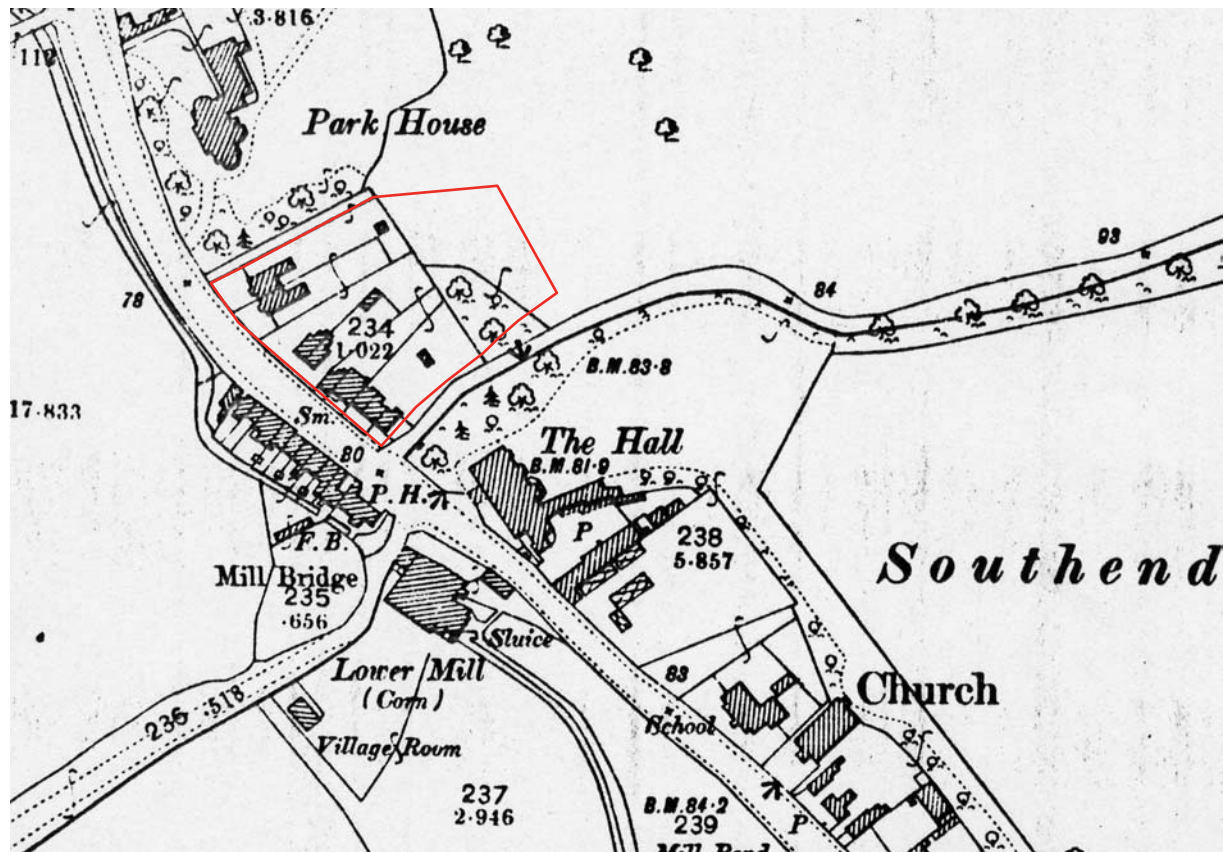 3·816
·112
Park House
93
84
78
234
1·022
B.M.83·8
17·833
Sm.
80
The Hall
B.M.81·9
P. H.
P
238
5·857
F. B
Mill Bridge
235
·656
Southend
Sluice
Lower Mill
(Corn)
83
Church
School
236 ·518
Village Room
237
2·946
B.M.84·2
239
P
Mill Pond